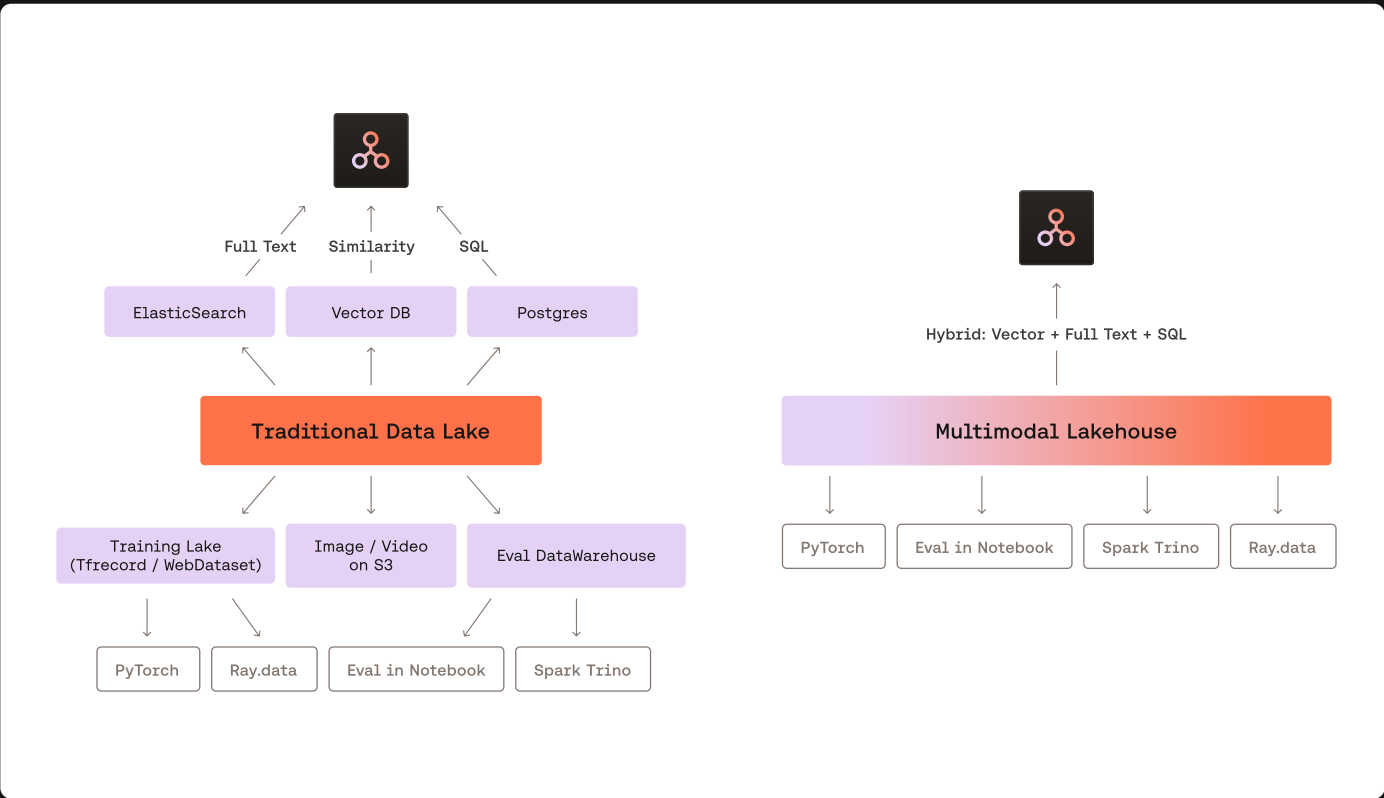 Full Text
Similarity
SQL
ElasticSearch
Vector DB
Postgres
Traditional Data Lake
Training Lake
(Tfrecord / WebDataset)
Image / Video
on S3
Eval DataWarehouse
PyTorch
Ray.data
Eval in Notebook
Spark Trino
Hybrid: Vector + Full Text + SQL
Multimodal Lakehouse
PyTorch
Eval in Notebook
Spark Trino
Ray.data